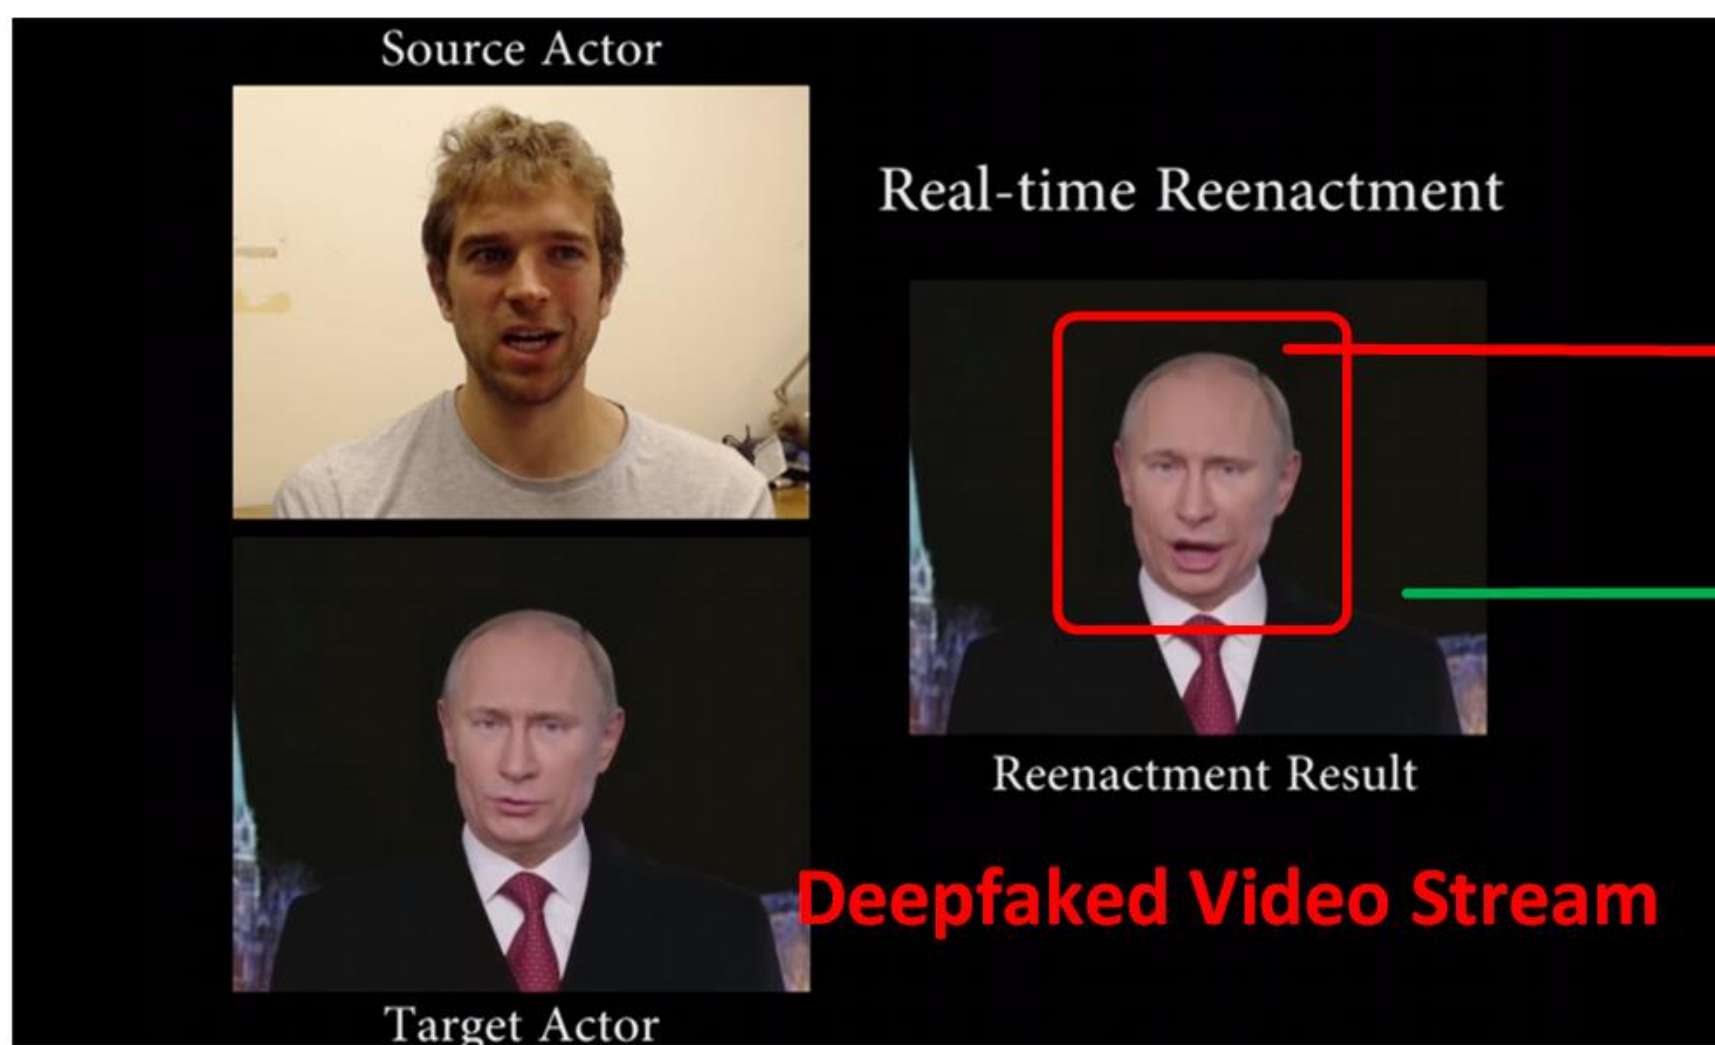 Source Actor
Real-time Reenactment
Reenactment Result
Deepfaked Video Stream
Target Actor